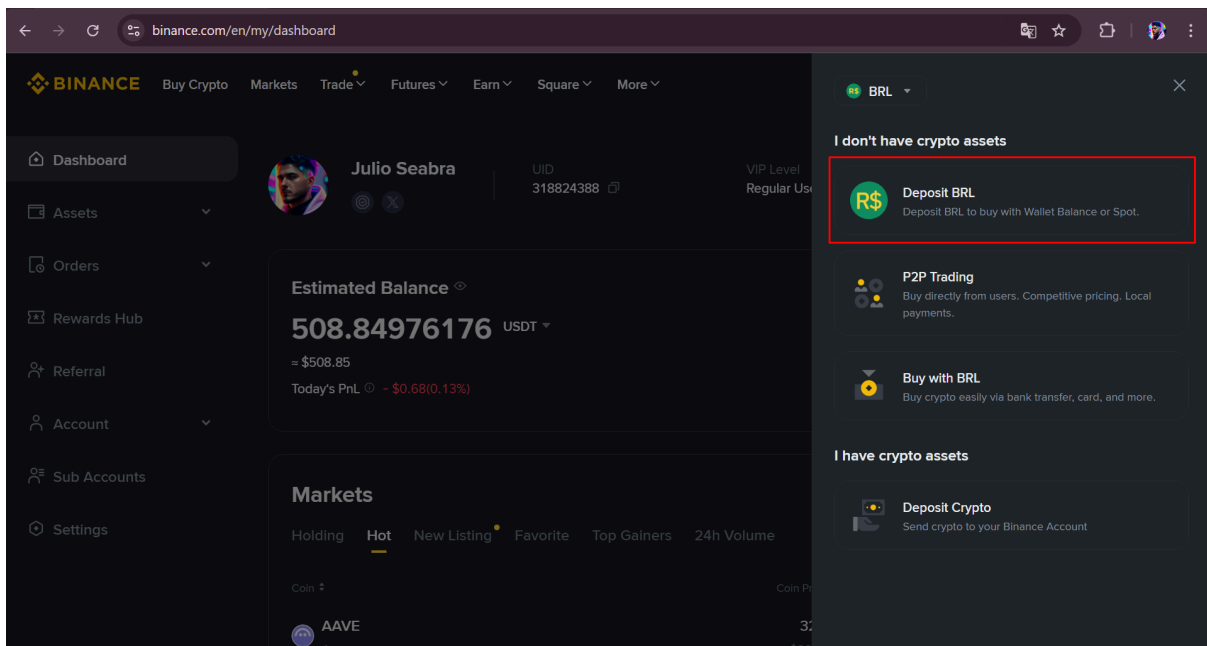 binance.com/en/my/dashboard
BINANCE Buy Crypto Markets Trade Futures Earn Square More
R$ BRL
I don't have crypto assets
Dashboard
Julio Seabra
UID
318824388
VIP Level
Regular
R$ Deposit BRL
Deposit BRL to buy with Wallet Balance or Spot.
Assets
Orders
Rewards Hub
Referral
Account
Sub Accounts
Settings
Estimated Balance
508.84976176 USDT
≈ $508.85
Today's PnL - $0.68(0.13%)
P2P Trading
Buy directly from users. Competitive pricing. Local
payments.
Buy with BRL
Buy crypto easily via bank transfer, card, and more.
I have crypto assets
Deposit Crypto
Send crypto to your Binance Account
Markets
Holding Hot New Listing Favorite Top Gainers 24h Volume
Coin
Coin
AAVE